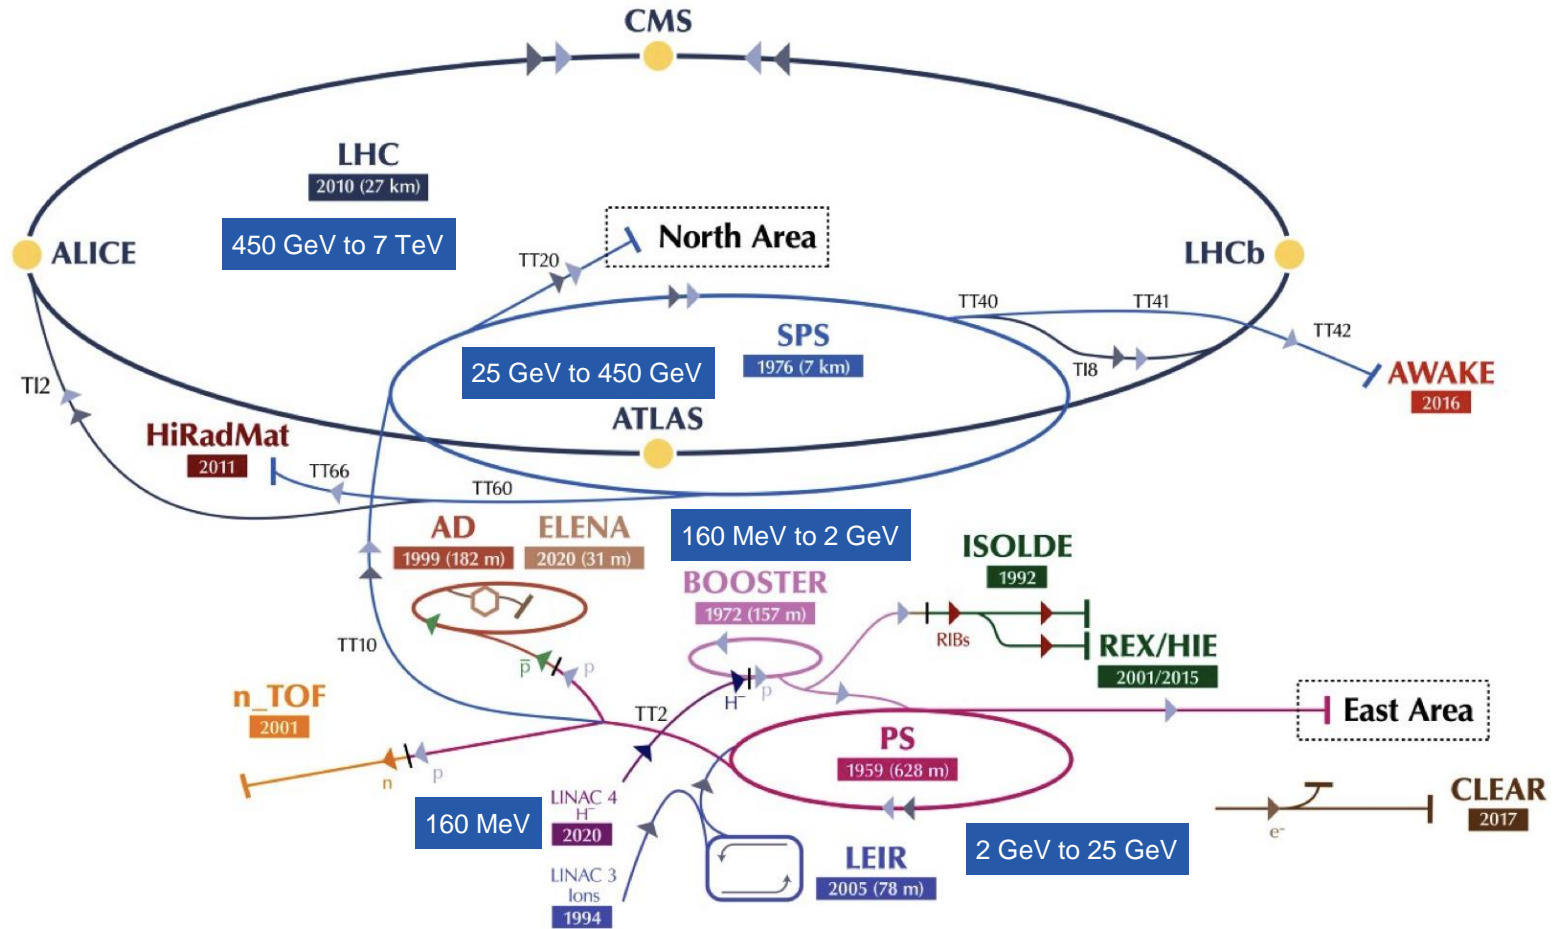 CMS
LHC
2010 (27 km)
450 GeV to 7 TeV
North Area
TT20
ALICE
LHCb
TT40
TT41
TT42
SPS
1976 (7 km)
25 GeV to 450 GeV
TI8
AWAKE
2016
TI2
ATLAS
HiRadMat
2011
TT66
TT60
AD
1999 (182 m)
ELENA
2020 (31 m)
160 MeV to 2 GeV
BOOSTER
1972 (157 m)
ISOLDE
1992
RIBs
REX/HIE
2001/2015
TT10
p̅
p
H⁻
p
n_TOF
2001
n
p
TT2
East Area
PS
1959 (628 m)
160 MeV
LINAC 4
H⁻
2020
2 GeV to 25 GeV
CLEAR
2017
e⁻
LINAC 3
Ions
1994
LEIR
2005 (78 m)